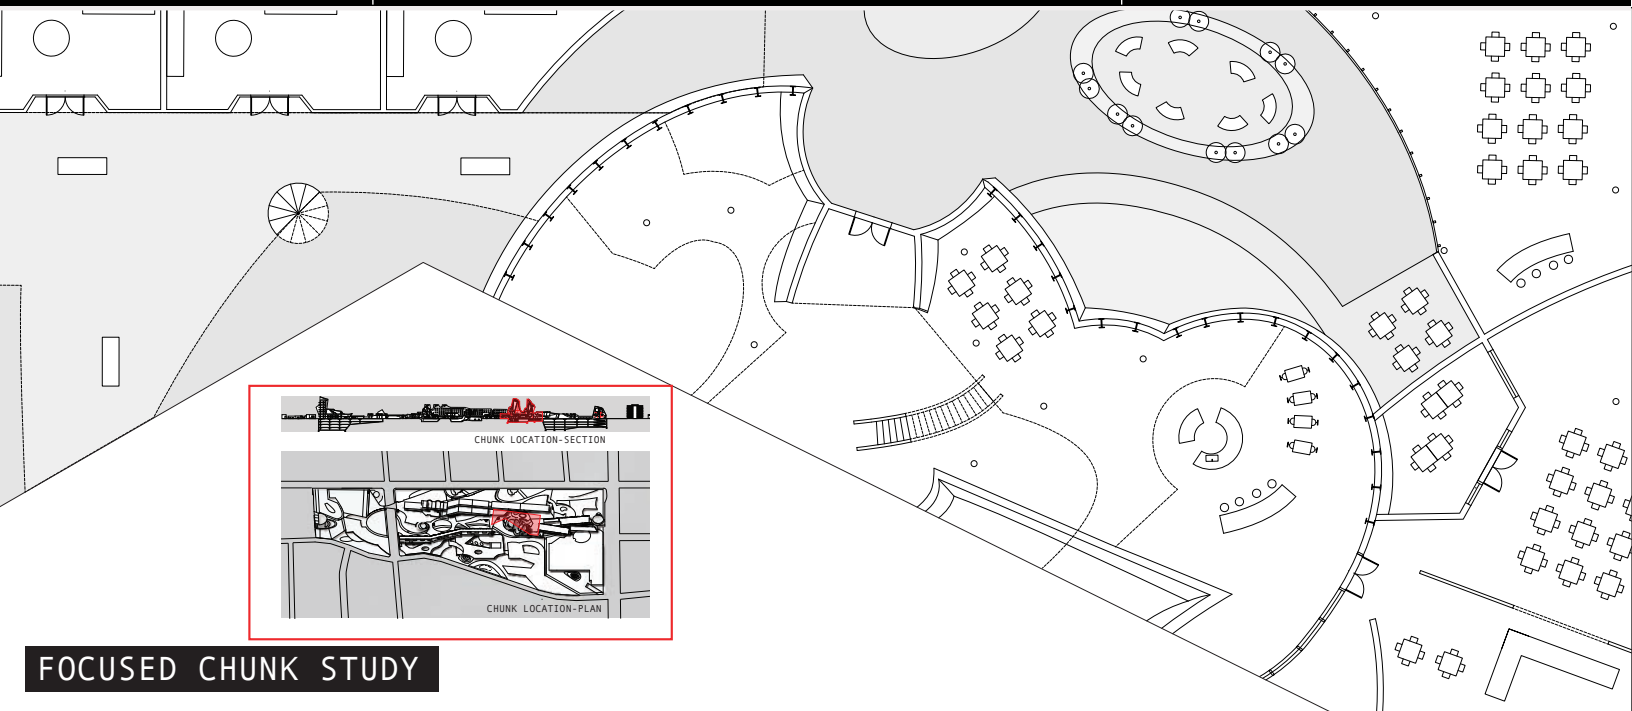 CHUNK LOCATION-SECTION
CHUNK LOCATION-PLAN
FOCUSED CHUNK STUDY